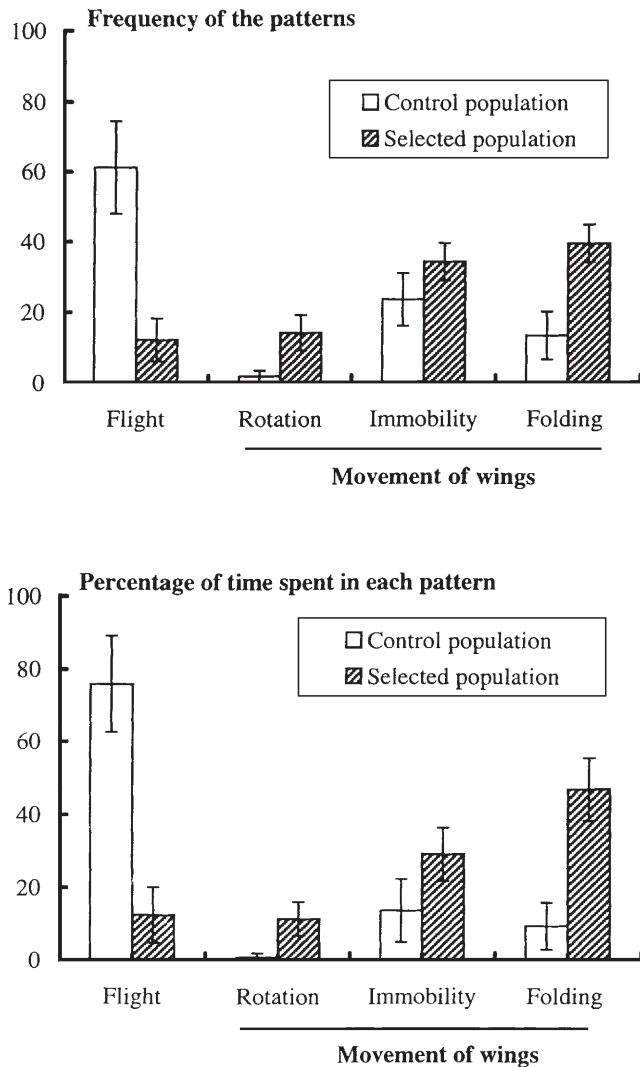 Frequency of the patterns
100
80
60
40
20
0
Control population
Selected population
Flight Rotation Immobility Folding
Movement of wings
Percentage of time spent in each pattern
100
80
60
40
20
0
Control population
Selected population
Flight Rotation Immobility Folding
Movement of wings